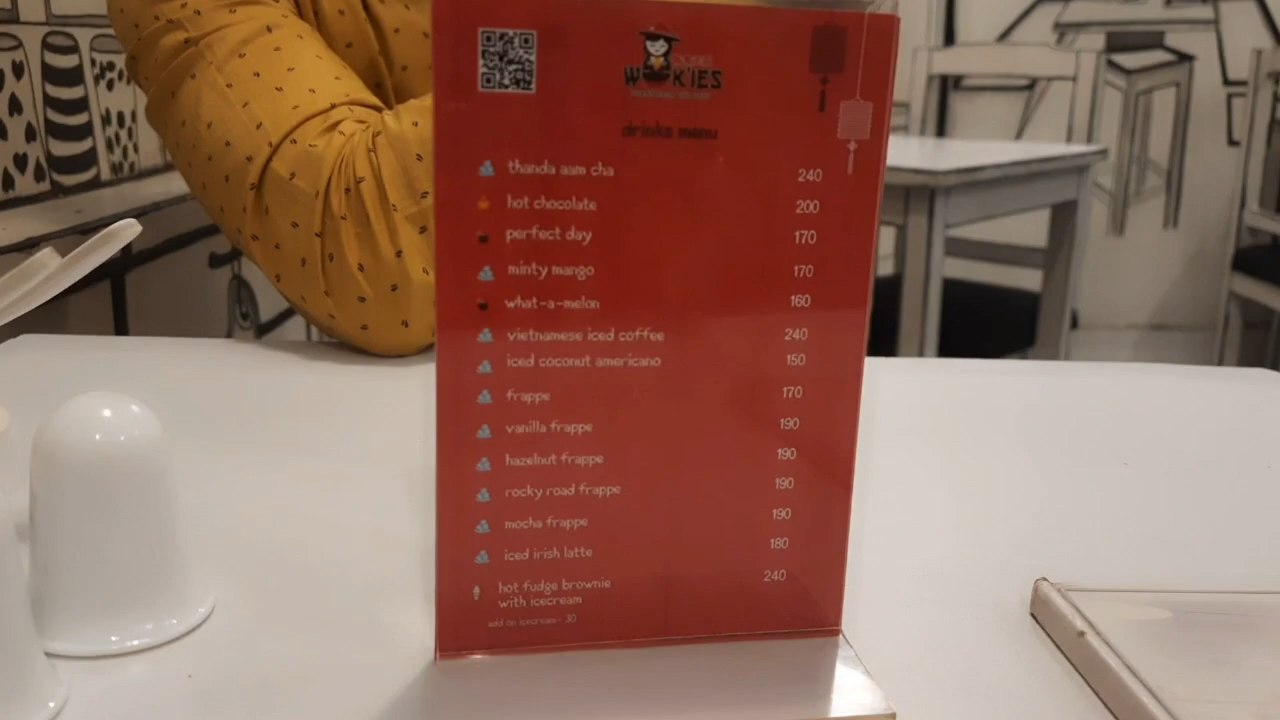 WOK'IES
drinks menu
thanda aam cha 240
hot chocolate 200
perfect day 170
minty mango 170
what-a-melon 160
vietnamese iced coffee 240
iced coconut americano 150
frappe 170
vanilla frappe 190
hazelnut frappe 190
rocky road frappe 190
mocha frappe 190
iced irish latte 180
hot fudge brownie 240
with icecream
add on icecream- 30